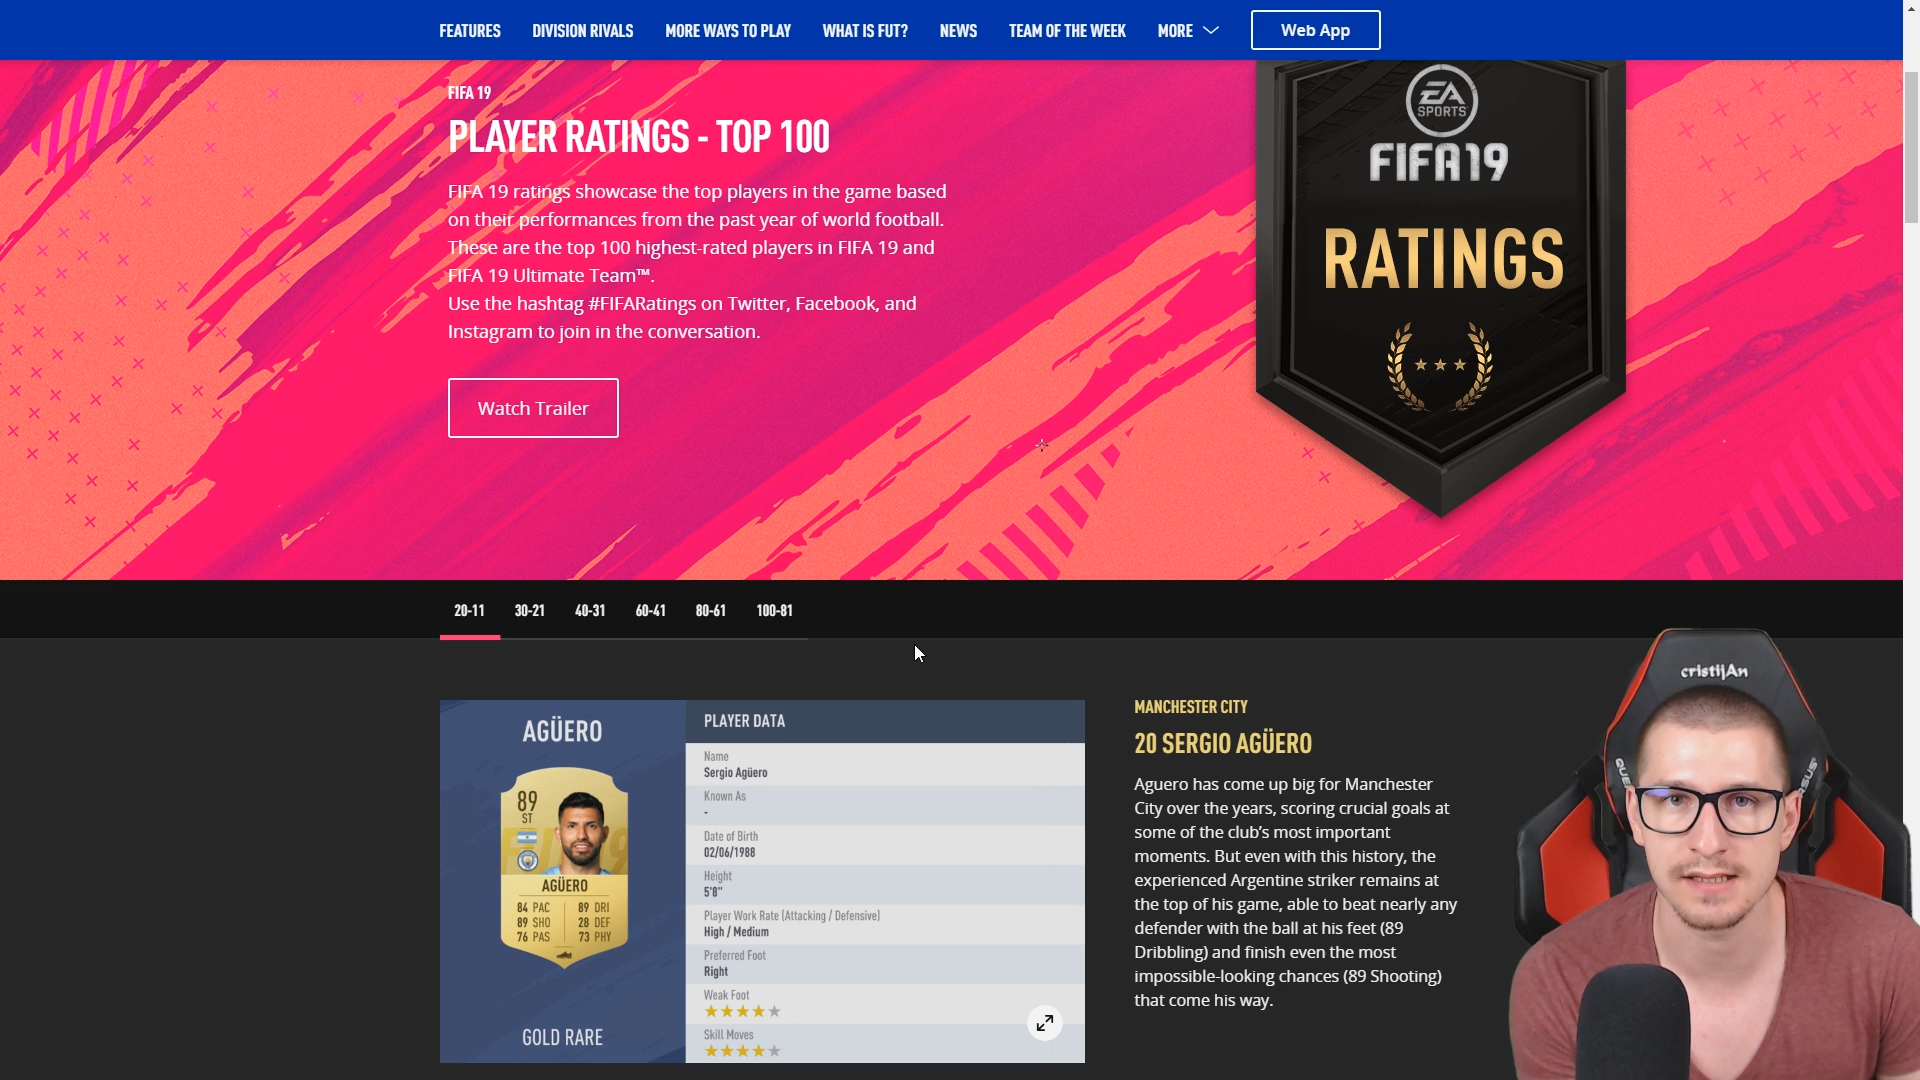 FEATURES DIVISION RIVALS MORE WAYS TO PLAY WHAT IS FUT? NEWS TEAM OF THE WEEK MORE Web App
FIFA 19
PLAYER RATINGS - TOP 100
FIFA 19 ratings showcase the top players in the game based
on their performances from the past year of world football.
These are the top 100 highest-rated players in FIFA 19 and
FIFA 19 Ultimate Team™.
Use the hashtag #FIFARatings on Twitter, Facebook, and
Instagram to join in the conversation.
Watch Trailer
EA
SPORTS
FIFA 19
RATINGS
20-11 30-21 40-31 60-41 80-61 100-81
AGÜERO
89
ST
AGÜERO
84 PAC 89 DRI
89 SHO 28 DEF
76 PAS 73 PHY
GOLD RARE
PLAYER DATA
Name
Sergio Agüero
Known As
-
Date of Birth
02/06/1988
Height
5'8"
Player Work Rate (Attacking / Defensive)
High / Medium
Preferred Foot
Right
Weak Foot
Skill Moves
MANCHESTER CITY
20 SERGIO AGÜERO
Aguero has come up big for Manchester
City over the years, scoring crucial goals at
some of the club's most important
moments. But even with this history, the
experienced Argentine striker remains at
the top of his game, able to beat nearly any
defender with the ball at his feet (89
Dribbling) and finish even the most
impossible-looking chances (89 Shooting)
that come his way.
cristijAn